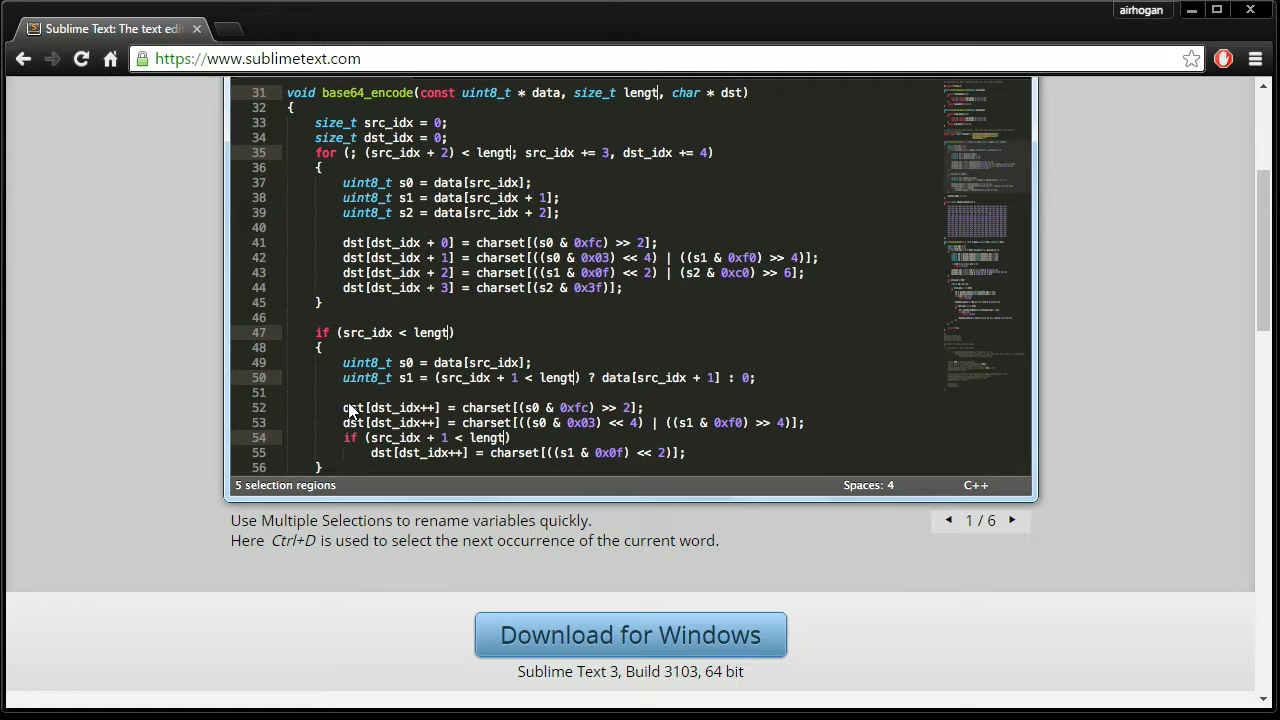 airhogan
Sublime Text: The text edi
https://www.sublimetext.com
31 void base64_encode(const uint8_t * data, size_t lengt, char * dst)
32 {
33 size_t src_idx = 0;
34 size_t dst_idx = 0;
35 for (; (src_idx + 2) < lengt; += 3, dst_idx += 4)
36 {
37 uint8_t s0 = data[src_idx];
38 uint8_t s1 = data[src_idx + 1];
39 uint8_t s2 = data[src_idx + 2];
40
41 dst[dst_idx + 0] = charset[(s0 & 0xfc) >> 2];
42 dst[dst_idx + 1] = charset[((s0 & 0x03) << 4) | ((s1 & 0xf0) >> 4)];
43 dst[dst_idx + 2] = charset[((s1 & 0x0f) << 2) | (s2 & 0xc0) >> 6];
44 dst[dst_idx + 3] = charset[(s2 & 0x3f)];
45 }
46
47 if (src_idx < lengt)
48 {
49 uint8_t s0 = data[src_idx];
50 uint8_t s1 = (src_idx + 1 < lengt) ? data[src_idx + 1] : 0;
51
52 dst[dst_idx++] = charset[(s0 & 0xfc) >> 2];
53 dst[dst_idx++] = charset[((s0 & 0x03) << 4) | ((s1 & 0xf0) >> 4)];
54 if (src_idx + 1 < lengt)
55 dst[dst_idx++] = charset[((s1 & 0x0f) << 2)];
56 }
5 selection regions Spaces: 4 C++
Use Multiple Selections to rename variables quickly. 1 / 6
Here Ctrl+D is used to select the next occurrence of the current word.
Download for Windows
Sublime Text 3, Build 3103, 64 bit